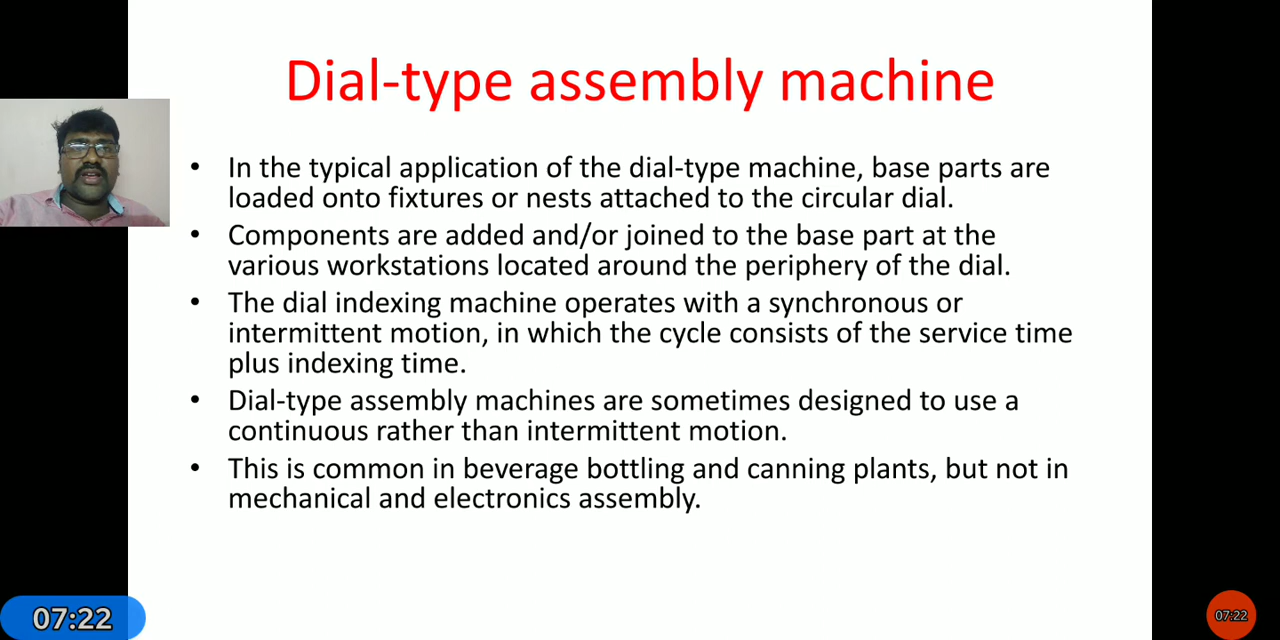 Dial-type assembly machine
• In the typical application of the dial-type machine, base parts are
loaded onto fixtures or nests attached to the circular dial.
• Components are added and/or joined to the base part at the
various workstations located around the periphery of the dial.
• The dial indexing machine operates with a synchronous or
intermittent motion, in which the cycle consists of the service time
plus indexing time.
• Dial-type assembly machines are sometimes designed to use a
continuous rather than intermittent motion.
• This is common in beverage bottling and canning plants, but not in
mechanical and electronics assembly.
07:22
07:22